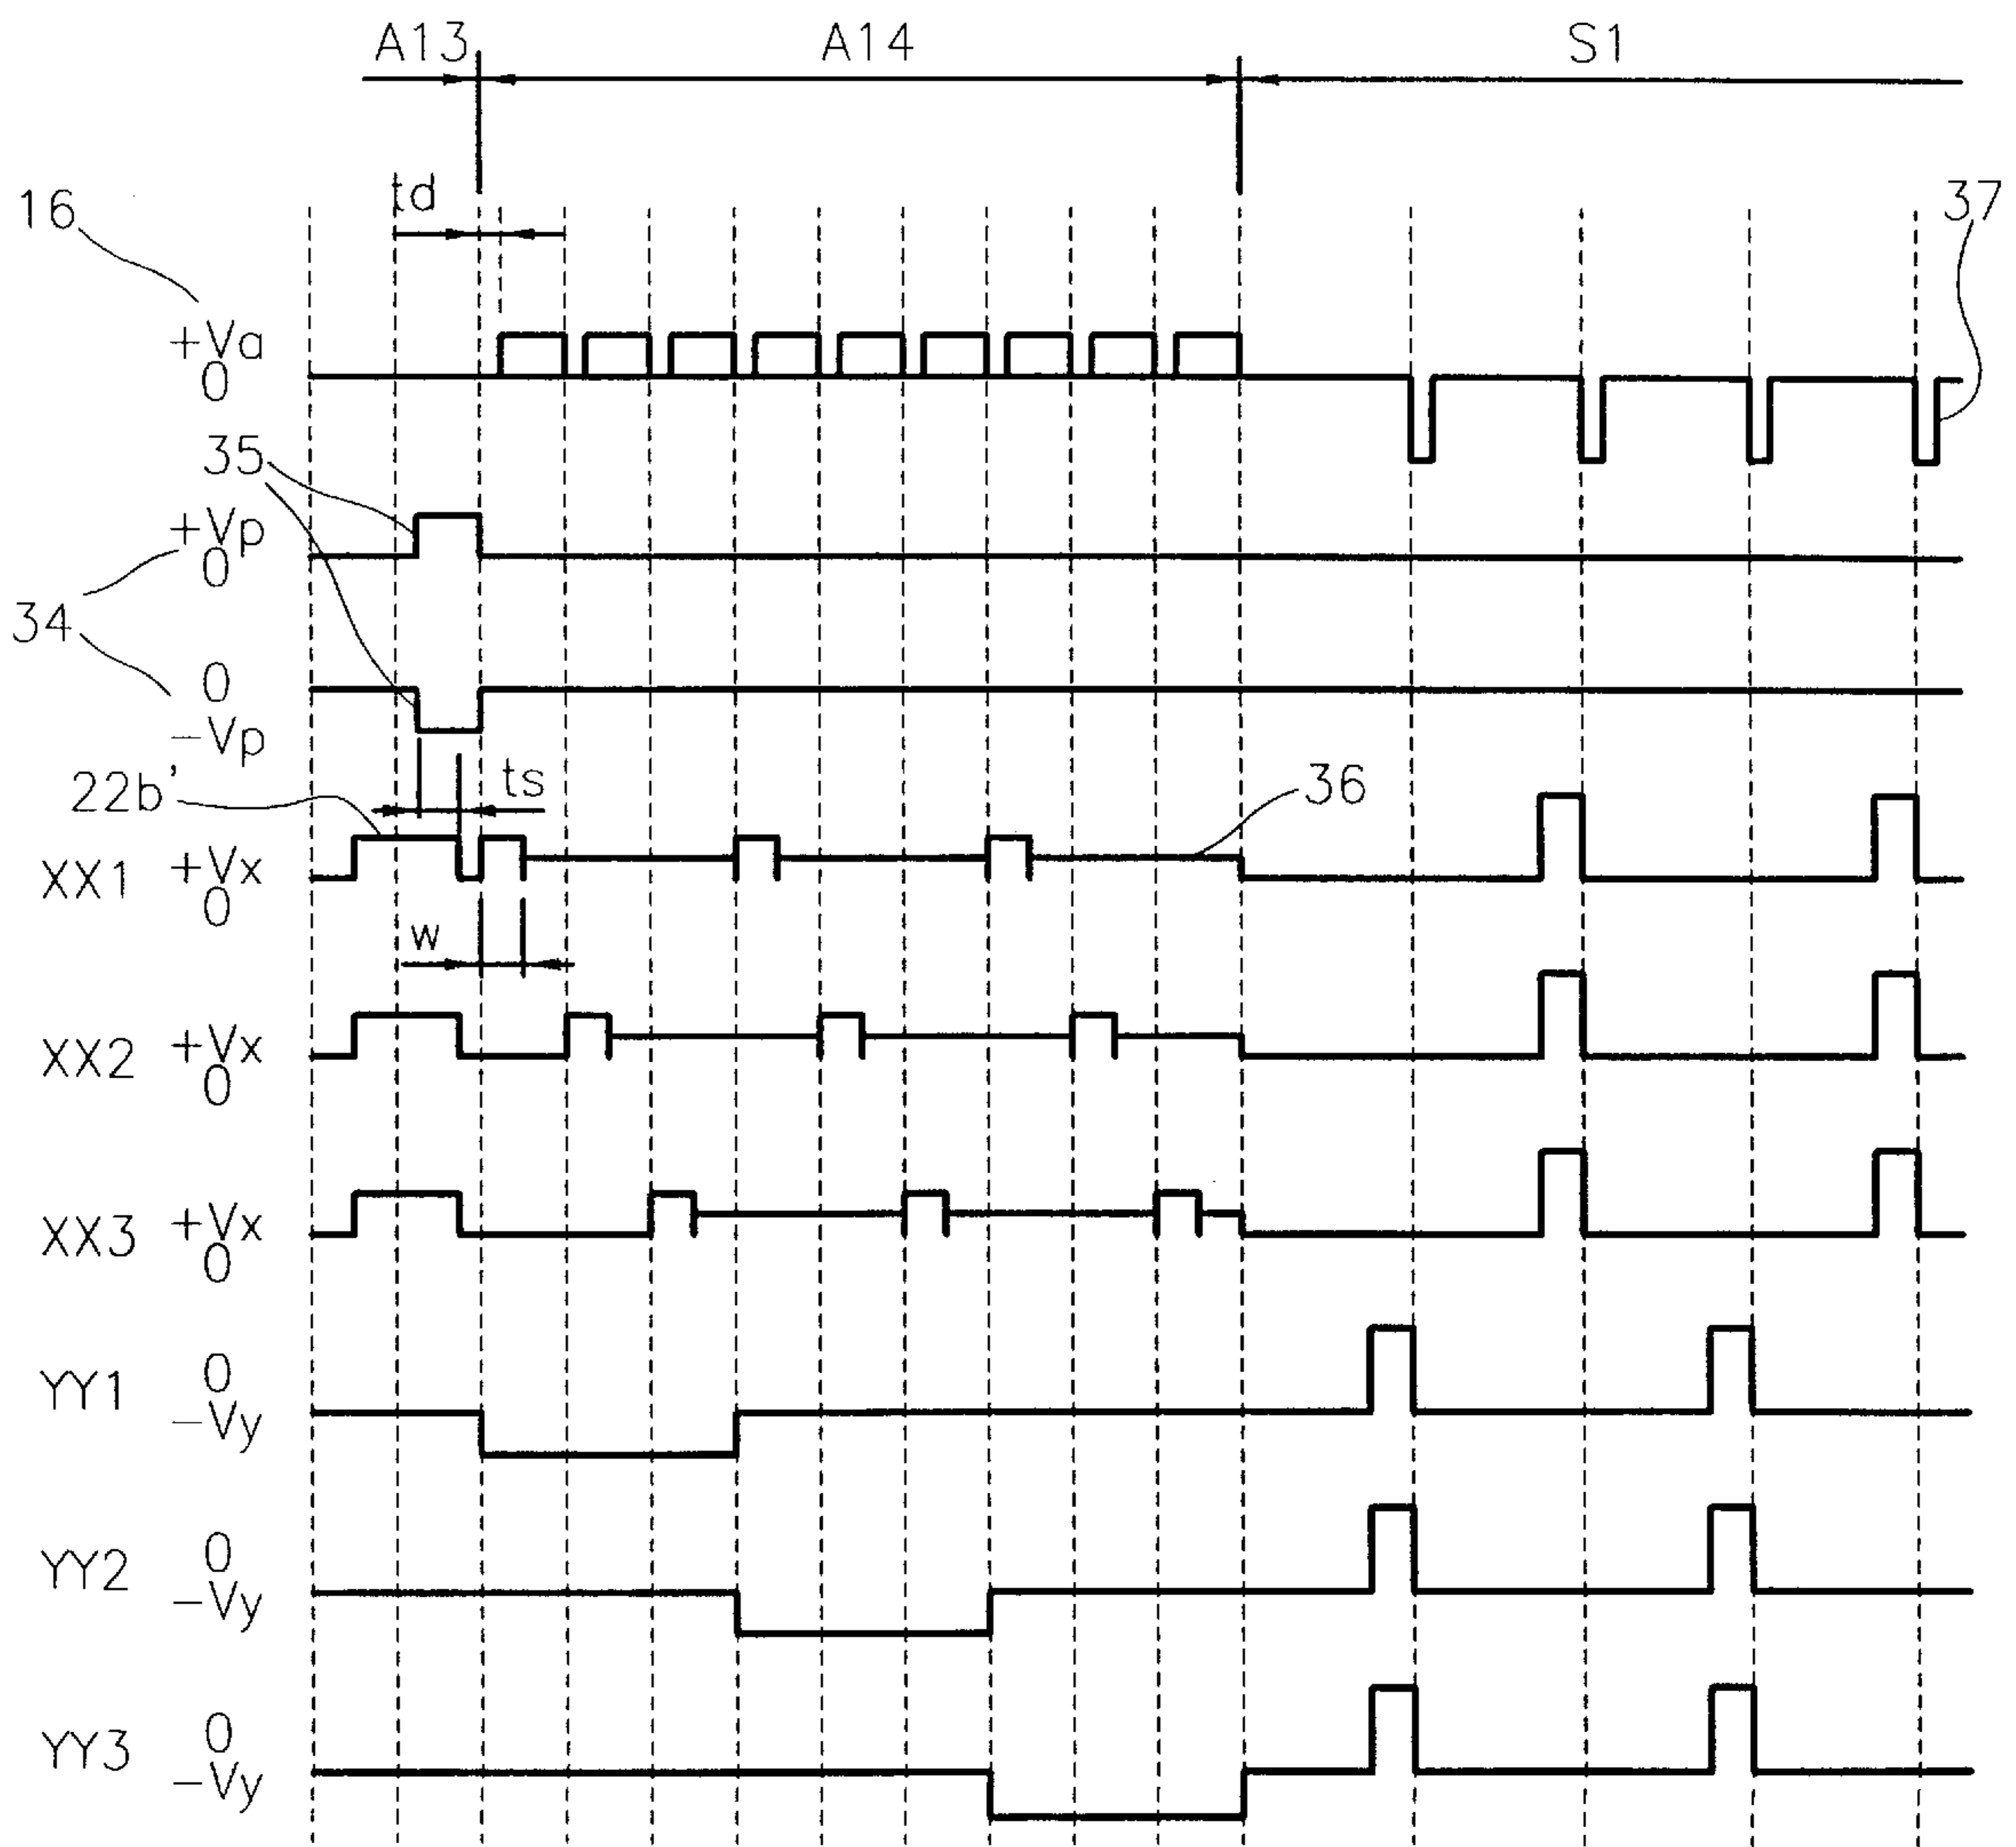 A13 A14 S1
td
16
37
+Va
0
35
+Vp
0
34
0
-Vp
22b'
ts
36
XX1 +Vx
0
w
XX2 +Vx
0
XX3 +Vx
0
YY1 0
-Vy
YY2 0
-Vy
YY3 0
-Vy